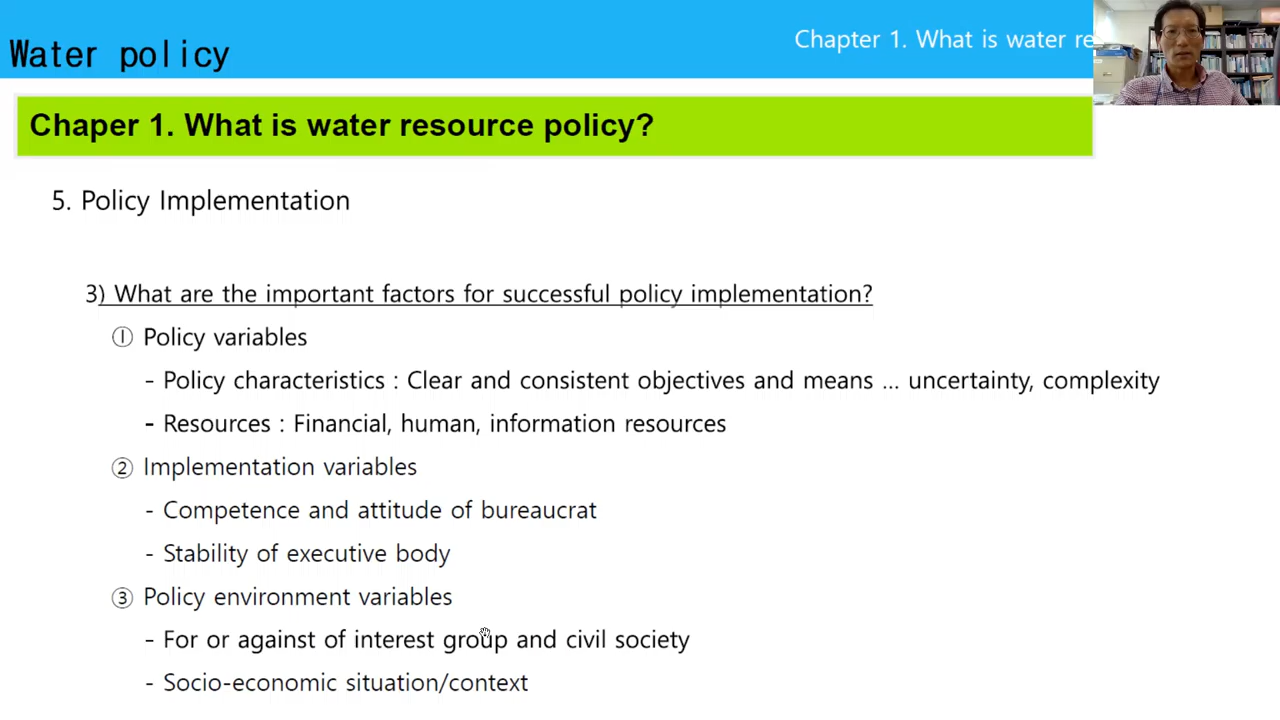 Water policy
Chapter 1. What is water re
Chaper 1. What is water resource policy?
5. Policy Implementation
3) What are the important factors for successful policy implementation?
① Policy variables
- Policy characteristics : Clear and consistent objectives and means ... uncertainty, complexity
- Resources : Financial, human, information resources
② Implementation variables
- Competence and attitude of bureaucrat
- Stability of executive body
③ Policy environment variables
- For or against of interest group and civil society
- Socio-economic situation/context